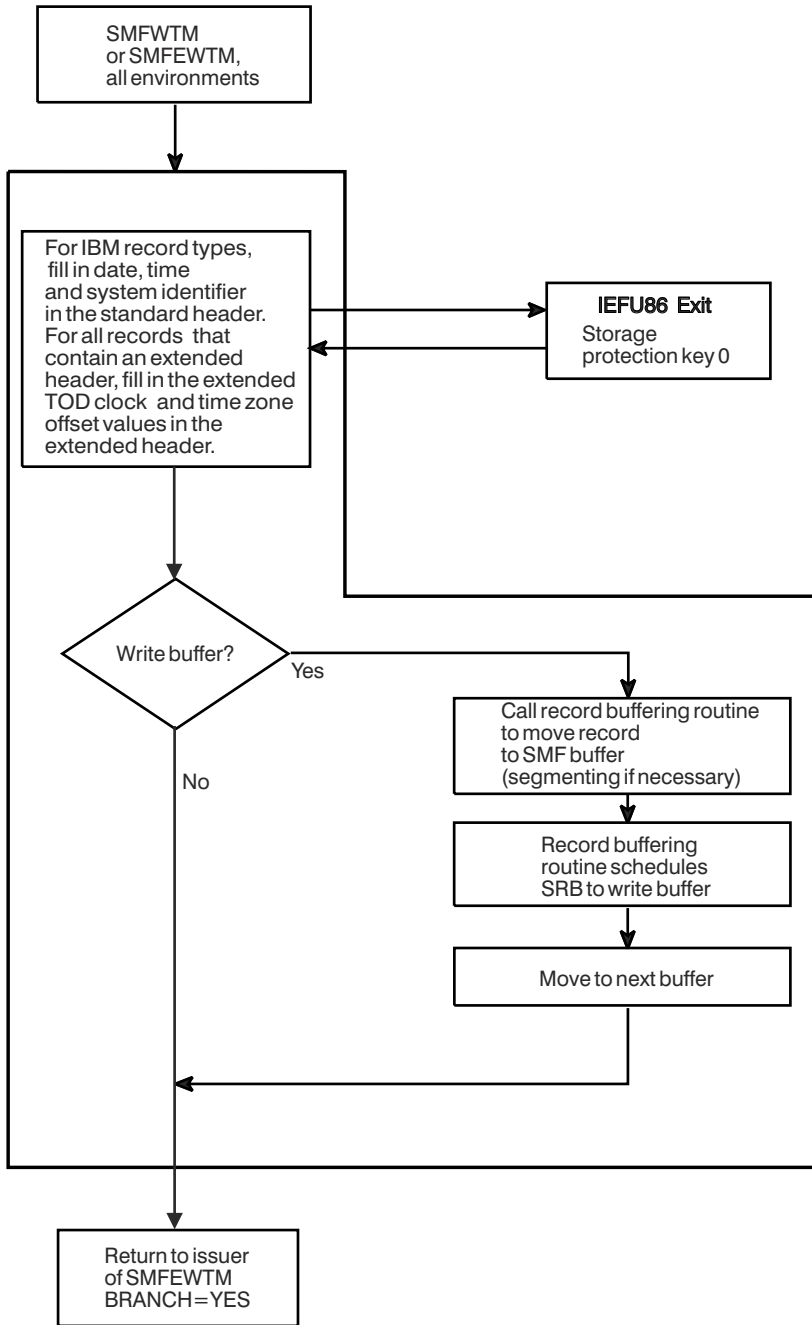 SMFWTM
or SMFEWTM,
all environments
For IBM record types,
fill in date, time
and system identifier
in the standard header.
For all records that
contain an extended
header, fill in the extended
TOD clock and time zone
offset values in the
extended header.
IEFU86 Exit
Storage
protection key 0
Write buffer?
Yes
No
Call record buffering routine
to move record
to SMF buffer
(segmenting if necessary)
Record buffering
routine schedules
SRB to write buffer
Move to next buffer
Return to issuer
of SMFEWTM
BRANCH=YES